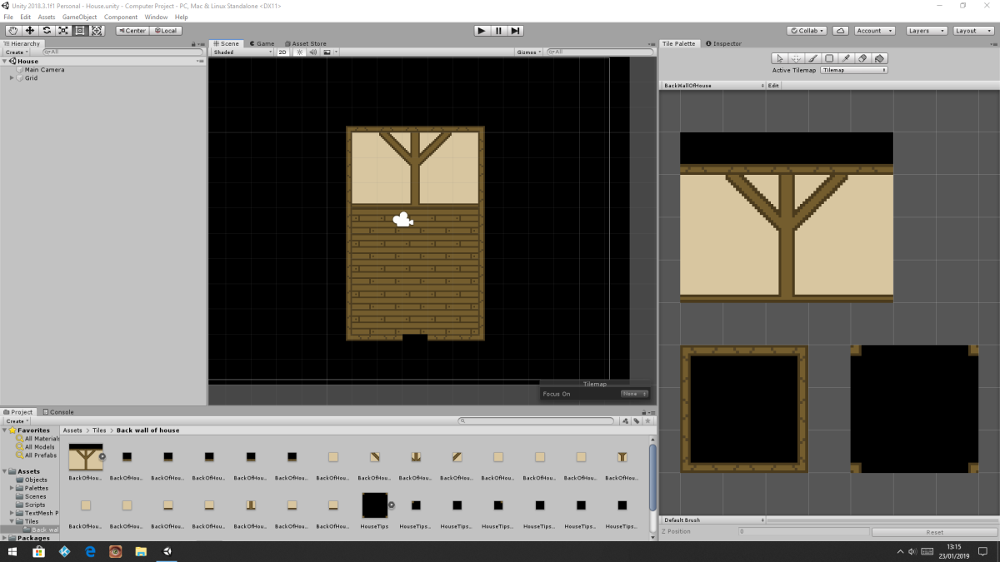 Unity 2018.3.1f1 Personal - House.unity - Computer Project - PC, Mac & Linux Standalone <DX11>
File Edit Assets GameObject Component Window Help
Center Local Collab Account Layers Layout
Hierarchy
Create All
House
Main Camera
Grid
Scene Game Asset Store
Shaded 2D Gizmos All
Tilemap
Focus On None
Tile Palette Inspector
Active Tilemap Tilemap
BackWallOfHouse Edit
Default Brush
Z Position 0 Reset
Project Console
Create
Favorites
All Materials
All Models
All Prefabs
Assets
Objects
Palettes
Scenes
Scripts
TextMesh P
Tiles
Back wal
Packages
Assets > Tiles > Back wall of house
BackOfHou... BackOfHou... BackOfHou... BackOfHou... BackOfHou... BackOfHou... BackOfHou... BackOfHou... BackOfHou... BackOfHou... BackOfHou... BackOfHou... BackOfHou... BackOfHou...
BackOfHou... BackOfHou... BackOfHou... BackOfHou... BackOfHou... BackOfHou... BackOfHou... HouseTips HouseTips... HouseTips... HouseTips... HouseTips... HouseTips... HouseTips...
13:15
23/01/2019